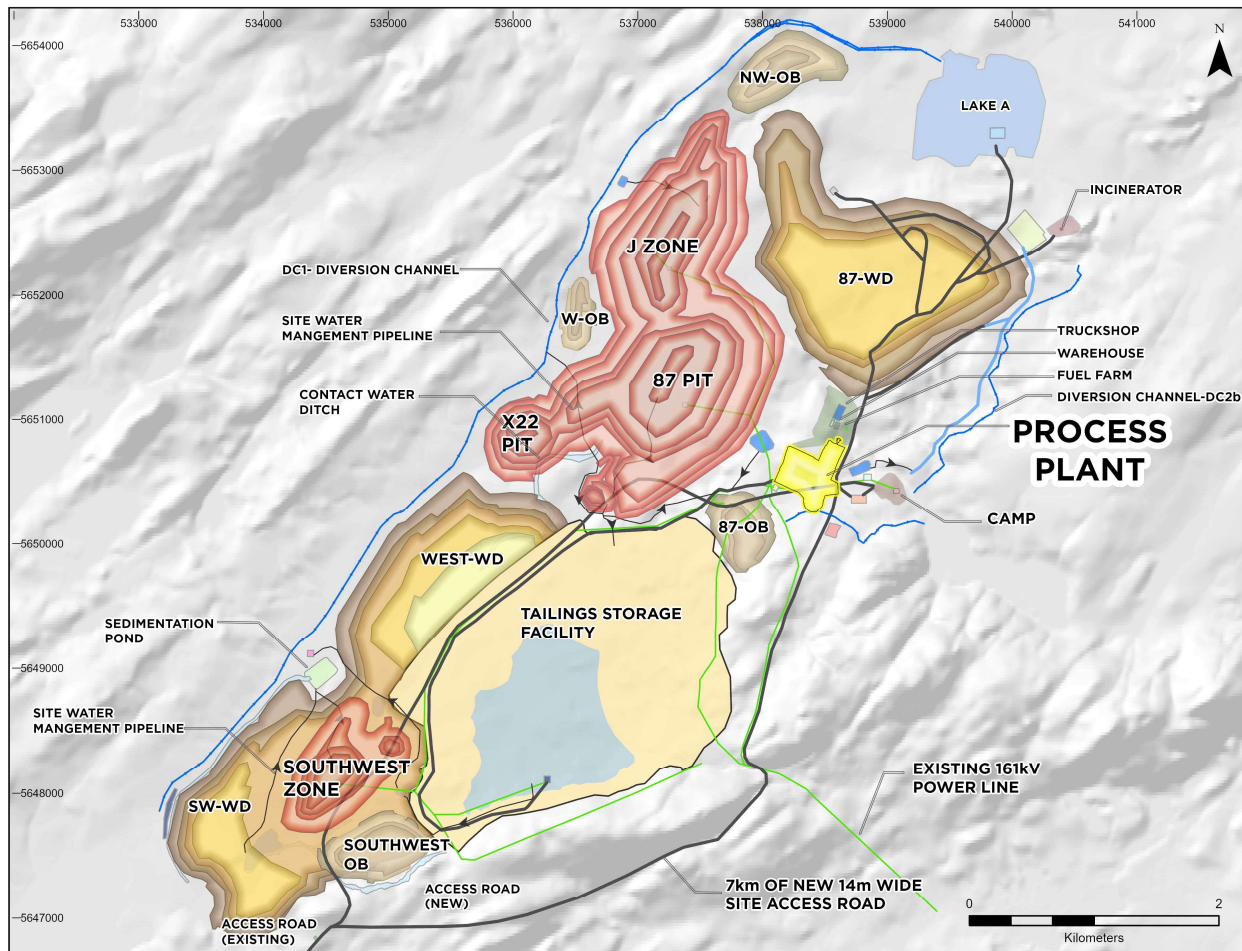 533000
534000
535000
536000
537000
538000
539000
540000
541000
5654000
N
NW-OB
LAKE A
5653000
INCINERATOR
J ZONE
DC1- DIVERSION CHANNEL
87-WD
5652000
W-OB
SITE WATER
MANGEMENT PIPELINE
TRUCKSHOP
WAREHOUSE
FUEL FARM
DIVERSION CHANNEL-DC2b
87 PIT
CONTACT WATER
DITCH
5651000
X22
PIT
PROCESS
PLANT
87-OB
CAMP
5650000
WEST-WD
TAILINGS STORAGE
FACILITY
SEDIMENTATION
POND
5649000
SITE WATER
MANGEMENT PIPELINE
SOUTHWEST
ZONE
EXISTING 161kV
POWER LINE
5648000
SW-WD
SOUTHWEST
OB
ACCESS ROAD
(NEW)
7km OF NEW 14m WIDE
SITE ACCESS ROAD
5647000
ACCESS ROAD
(EXISTING)
0
2
Kilometers